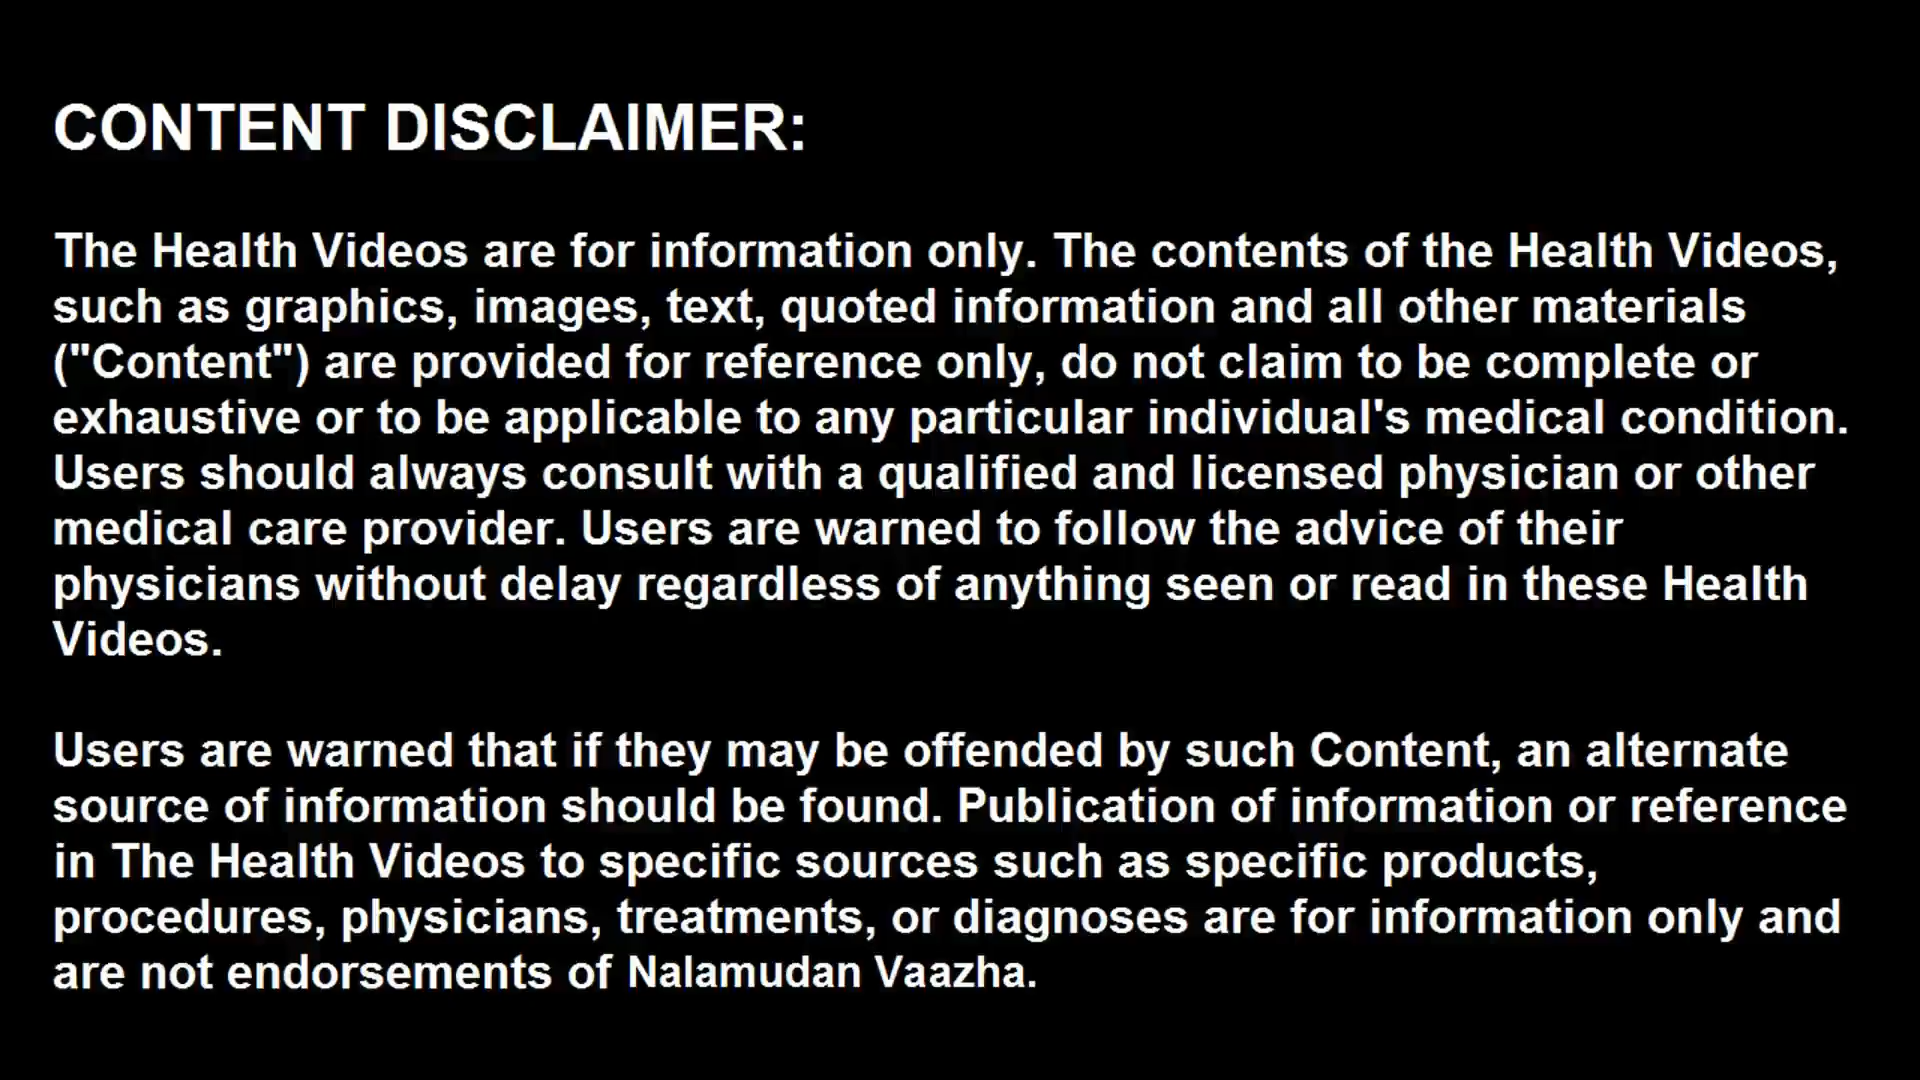 CONTENT DISCLAIMER:
The Health Videos are for information only. The contents of the Health Videos,
such as graphics, images, text, quoted information and all other materials
("Content") are provided for reference only, do not claim to be complete or
exhaustive or to be applicable to any particular individual's medical condition.
Users should always consult with a qualified and licensed physician or other
medical care provider. Users are warned to follow the advice of their
physicians without delay regardless of anything seen or read in these Health
Videos.
Users are warned that if they may be offended by such Content, an alternate
source of information should be found. Publication of information or reference
in The Health Videos to specific sources such as specific products,
procedures, physicians, treatments, or diagnoses are for information only and
are not endorsements of Nalamudan Vaazha.